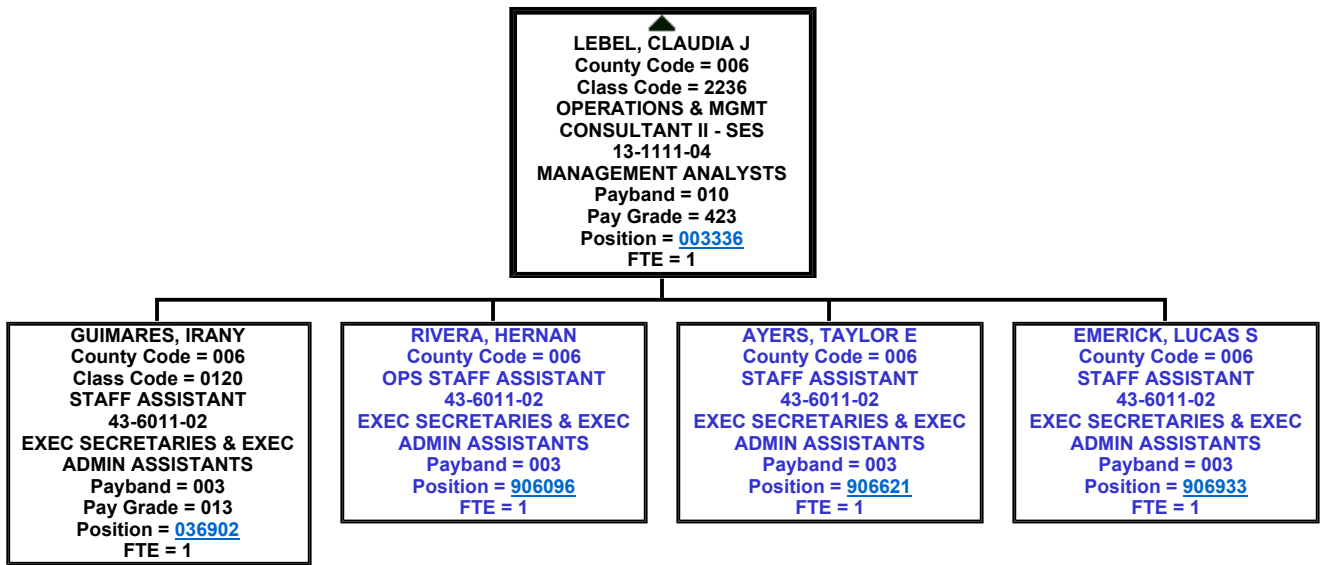 LEBEL, CLAUDIA J
County Code = 006
Class Code = 2236
OPERATIONS & MGMT
CONSULTANT II - SES
13-1111-04
MANAGEMENT ANALYSTS
Payband = 010
Pay Grade = 423
Position = 003336
FTE = 1
GUIMARES, IRANY
County Code = 006
Class Code = 0120
STAFF ASSISTANT
43-6011-02
EXEC SECRETARIES & EXEC
ADMIN ASSISTANTS
Payband = 003
Pay Grade = 013
Position = 036902
FTE = 1
RIVERA, HERNAN
County Code = 006
OPS STAFF ASSISTANT
43-6011-02
EXEC SECRETARIES & EXEC
ADMIN ASSISTANTS
Payband = 003
Position = 906096
FTE = 1
AYERS, TAYLOR E
County Code = 006
STAFF ASSISTANT
43-6011-02
EXEC SECRETARIES & EXEC
ADMIN ASSISTANTS
Payband = 003
Position = 906621
FTE = 1
EMERICK, LUCAS S
County Code = 006
STAFF ASSISTANT
43-6011-02
EXEC SECRETARIES & EXEC
ADMIN ASSISTANTS
Payband = 003
Position = 906933
FTE = 1